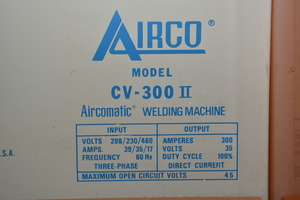 AIRCO®
MODEL
CV-300 II
Aircomatic® WELDING MACHINE
INPUT OUTPUT
VOLTS 208/230/460 AMPERES 300
AMPS. 39/35/17 VOLTS 35
FREQUENCY 60 Hz DUTY CYCLE 100%
THREE-PHASE DIRECT CURRENT
MAXIMUM OPEN CIRCUIT VOLTS 45
.S.A.